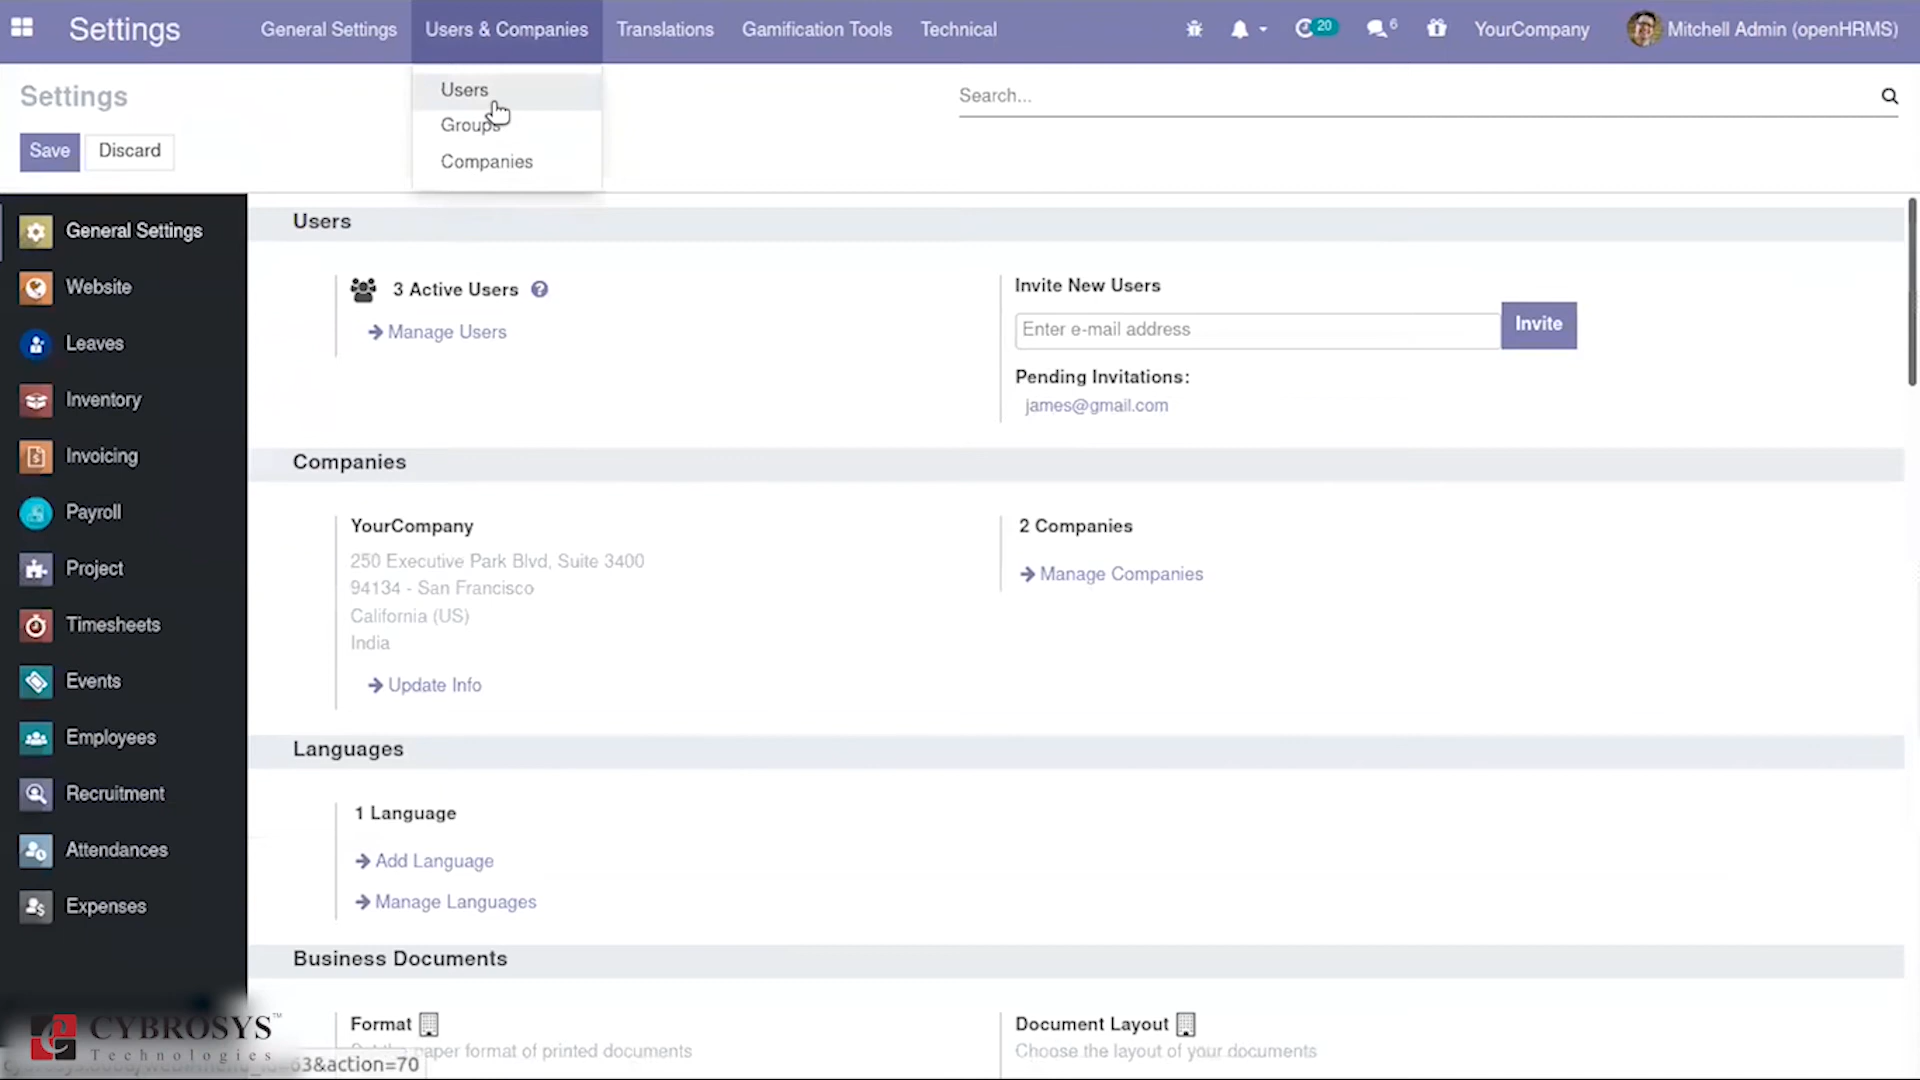 Settings
General Settings
Users & Companies
Translations
Gamification Tools
Technical
20
6
YourCompany
Mitchell Admin (openHRMS)
Settings
Save
Discard
Users
Groups
Companies
Search...
General Settings
Website
Leaves
Inventory
Invoicing
Payroll
Project
Timesheets
Events
Employees
Recruitment
Attendances
Expenses
Users
3 Active Users
Manage Users
Invite New Users
Enter e-mail address
Invite
Pending Invitations:
james@gmail.com
Companies
YourCompany
250 Executive Park Blvd, Suite 3400
94134 - San Francisco
California (US)
India
Update Info
2 Companies
Manage Companies
Languages
1 Language
Add Language
Manage Languages
Business Documents
Format
paper format of printed documents
Document Layout
Choose the layout of your documents
CYBROSYS™
Technologies
63&action=70